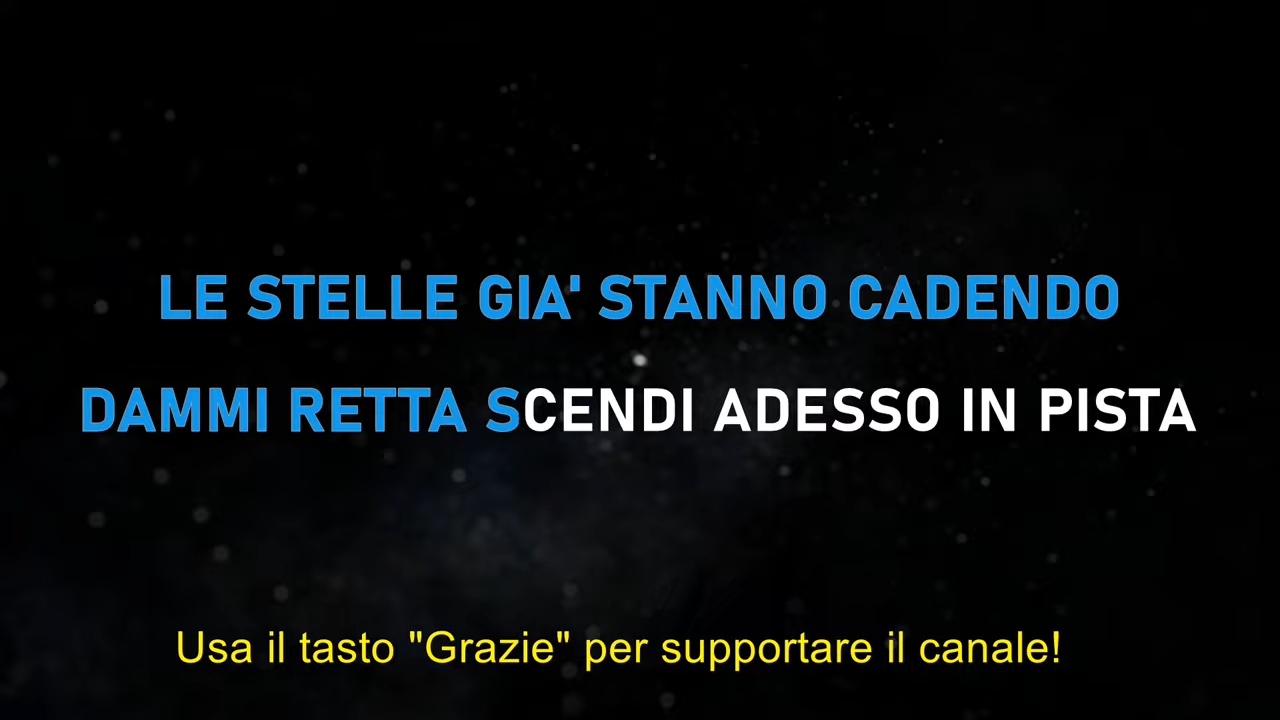 LE STELLE GIA' STANNO CADENDO
DAMMI RETTA SCENDI ADESSO IN PISTA
Usa il tasto "Grazie" per supportare il canale!